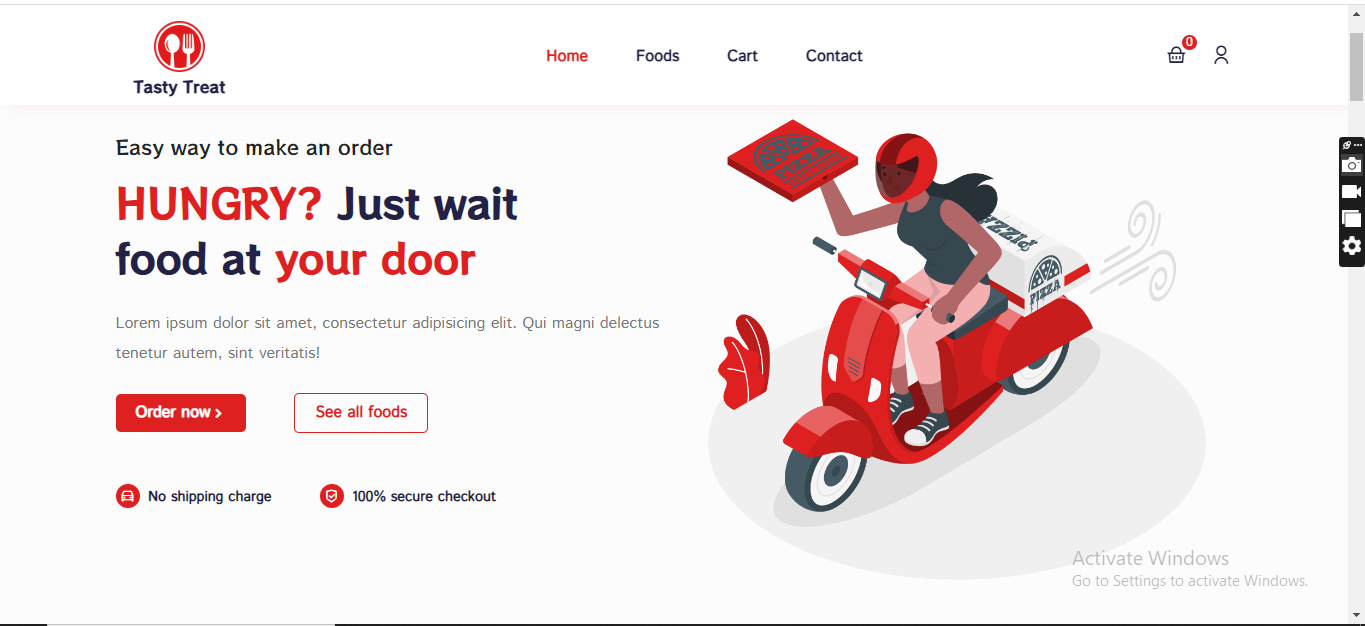 0
Home Foods Cart Contact
Tasty Treat
Easy way to make an order
HUNGRY? Just wait
food at your door
Lorem ipsum dolor sit amet, consectetur adipisicing elit. Qui magni delectus
tenetur autem, sint veritatis!
Order now >
See all foods
No shipping charge
100% secure checkout
PIZZA
PIZZA
PIZZA
Activate Windows
Go to Settings to activate Windows.